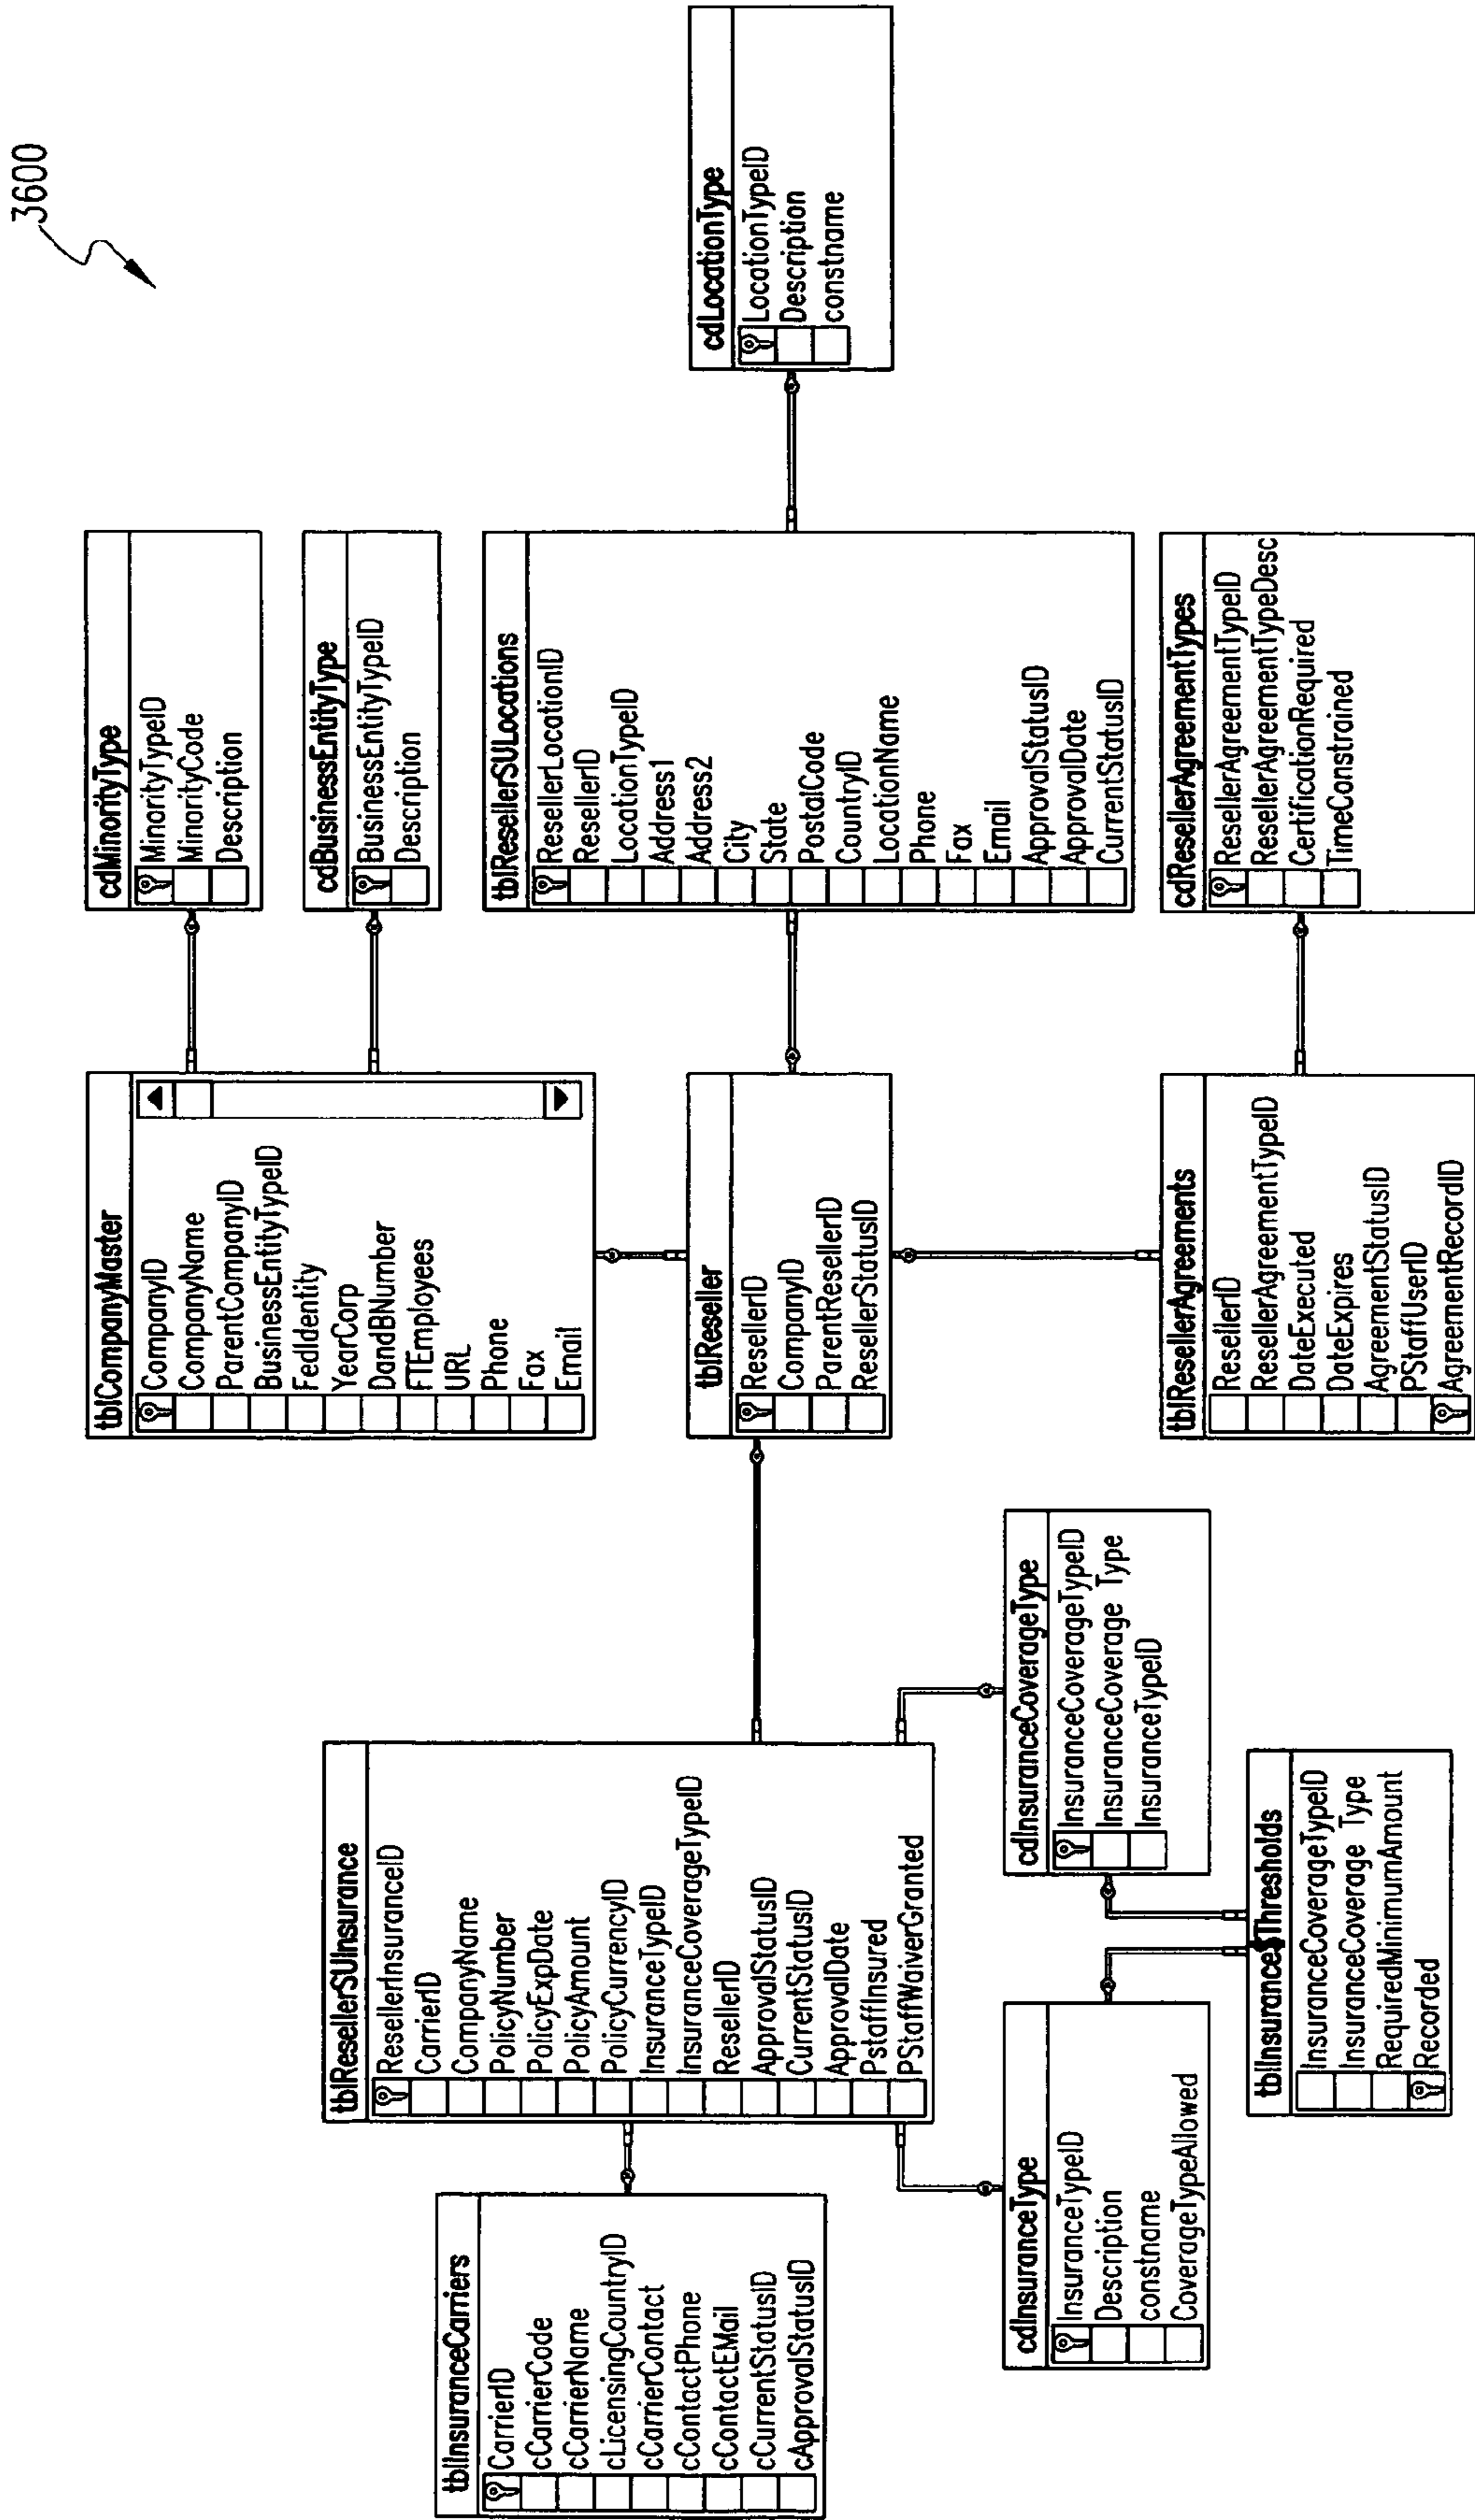 3600
tblInsuranceCarriers
CarrierID
cCarrierCode
cCarrierName
cLicensingCountryID
cCarrierContact
cContactPhone
cContactEMail
cCurrentStatusID
cApprovalStatusID
tblResellerSUInsurance
ResellerInsuranceID
CarrierID
CompanyName
PolicyNumber
PolicyExpDate
PolicyAmount
PolicyCurrencyID
InsuranceTypeID
InsuranceCoverageTypeID
ResellerID
ApprovalStatusID
CurrentStatusID
ApprovalDate
PstaffInsured
PStaffWaiverGranted
cdInsuranceType
InsuranceTypeID
Description
constname
CoverageTypeAllowed
cdInsuranceCoverageType
InsuranceCoverageTypeID
InsuranceCoverage Type
InsuranceTypeID
tblInsurance$Thresholds
InsuranceCoverageTypeID
InsuranceCoverage Type
RequiredMinimumAmount
Recorded
tblCompanyMaster
CompanyID
CompanyName
ParentCompanyID
BusinessEntityTypeID
FedIdentity
YearCorp
DandBNumber
FTEmployees
URL
Phone
Fax
Email
tblReseller
ResellerID
CompanyID
ParentResellerID
ResellerStatusID
tblResellerAgreements
ResellerID
ResellerAgreementTypeID
DateExecuted
DateExpires
AgreementStatusID
PStaffUserID
AgreementRecordID
cdMinorityType
MinorityTypeID
MinorityCode
Description
cdBusinessEntityType
BusinessEntityTypeID
Description
tblResellerSULocations
ResellerLocationID
ResellerID
LocationTypeID
Address1
Address2
City
State
PostalCode
CountryID
LocationName
Phone
Fax
Email
ApprovalStatusID
ApprovalDate
CurrentStatusID
cdResellerAgreementTypes
ResellerAgreementTypeID
ResellerAgreementTypeDesc
CertificationRequired
TimeConstrained
cdLocationType
LocationTypeID
Description
constname